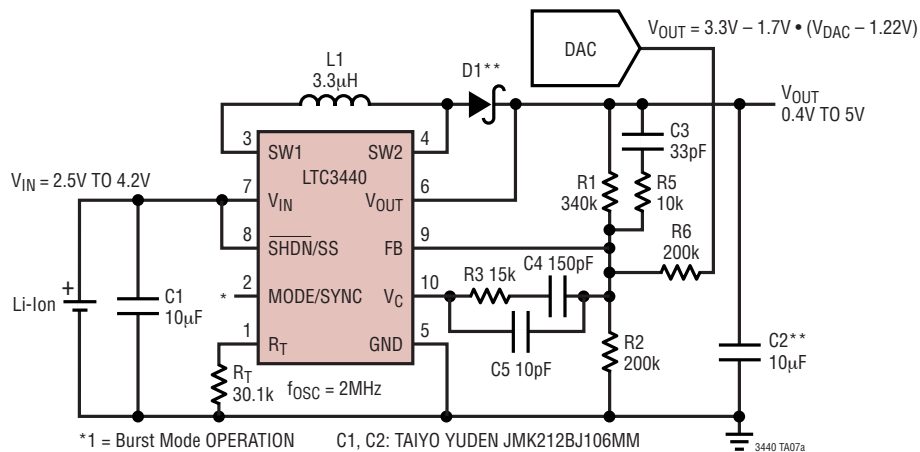 V_OUT = 3.3V – 1.7V • (V_DAC – 1.22V)
DAC
L1
3.3µH
D1**
V_OUT
0.4V TO 5V
3
4
SW1
SW2
C3
33pF
LTC3440
V_IN = 2.5V TO 4.2V
7
6
V_IN
V_OUT
R1
340k
R5
10k
8
9
SHDN/SS
FB
R6
200k
C4 150pF
R3 15k
2
10
*
MODE/SYNC
V_C
Li-Ion
+
C1
10µF
1
5
R_T
GND
C5 10pF
R2
200k
C2**
10µF
R_T
30.1k
f_OSC = 2MHz
*1 = Burst Mode OPERATION
C1, C2: TAIYO YUDEN JMK212BJ106MM
3440 TA07a